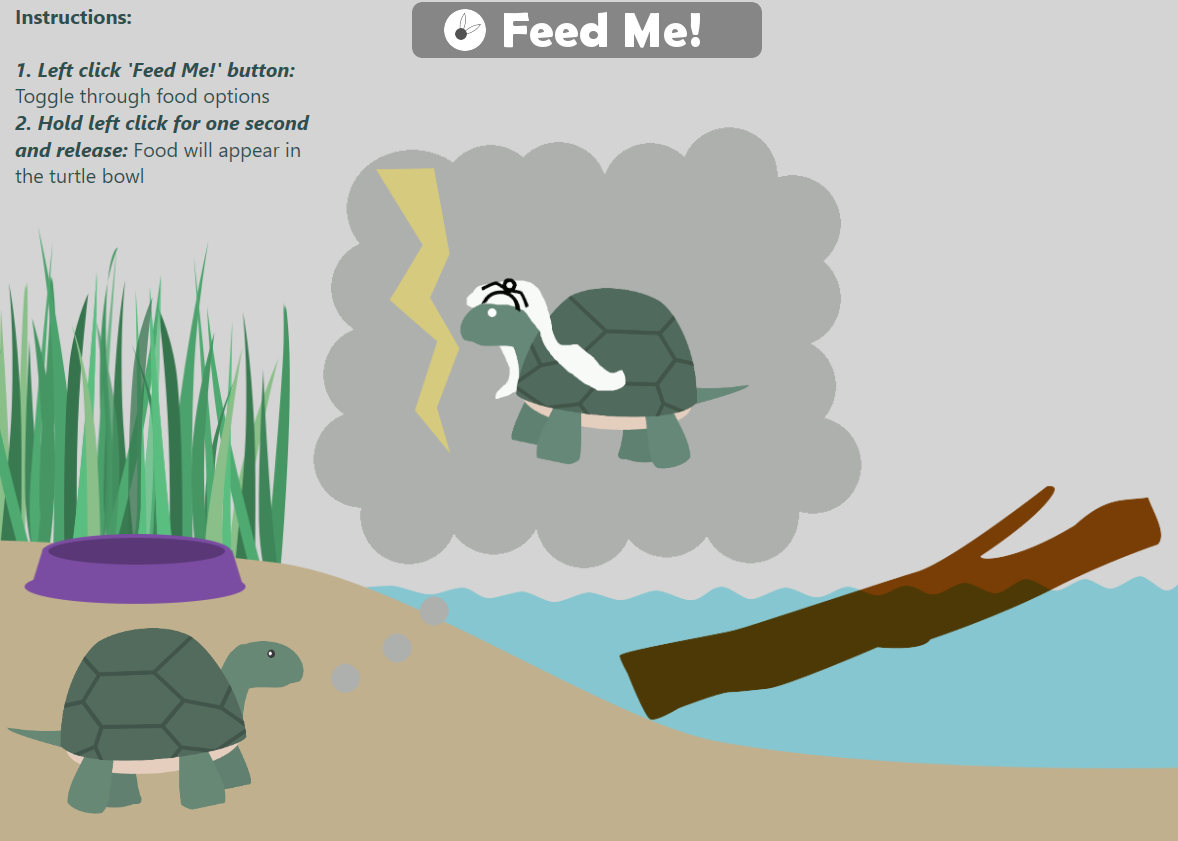 Instructions:
Feed Me!
1. Left click 'Feed Me!' button:
Toggle through food options
2. Hold left click for one second
and release: Food will appear in
the turtle bowl